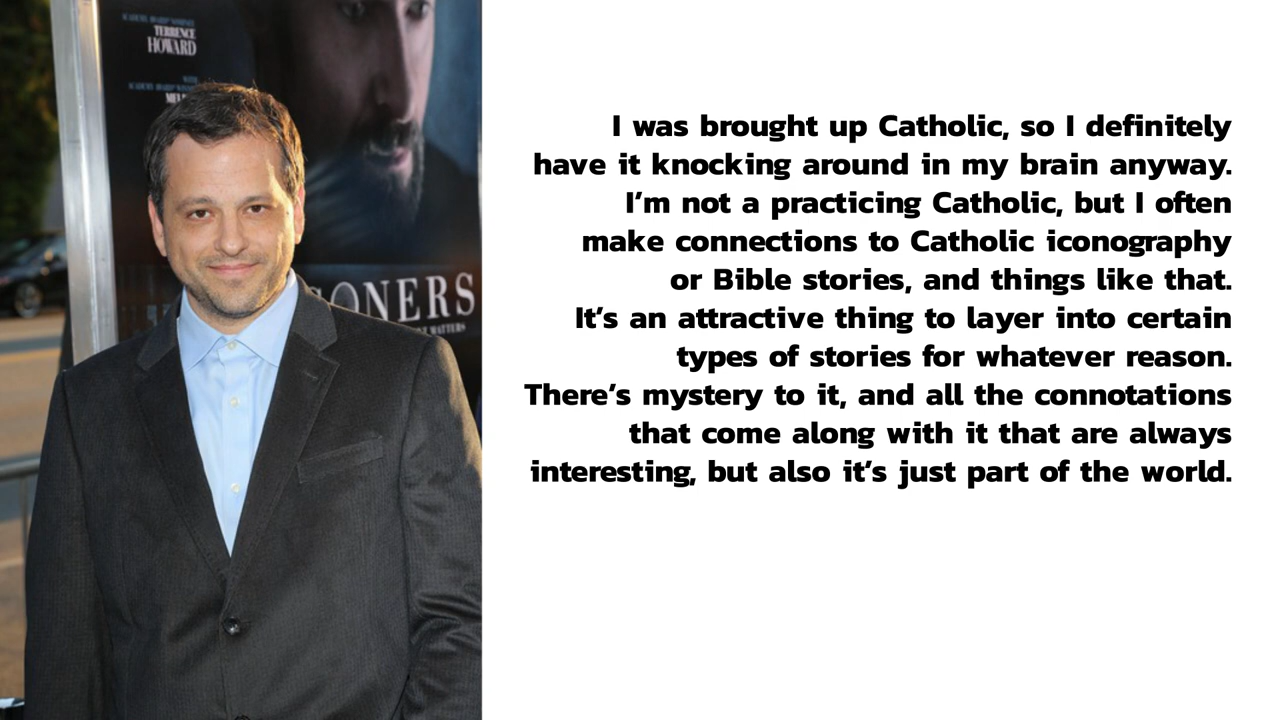 TERRENCE
HOWARD
WITH
ONERS
MATTERS
I was brought up Catholic, so I definitely
have it knocking around in my brain anyway.
I’m not a practicing Catholic, but I often
make connections to Catholic iconography
or Bible stories, and things like that.
It’s an attractive thing to layer into certain
types of stories for whatever reason.
There’s mystery to it, and all the connotations
that come along with it that are always
interesting, but also it’s just part of the world.